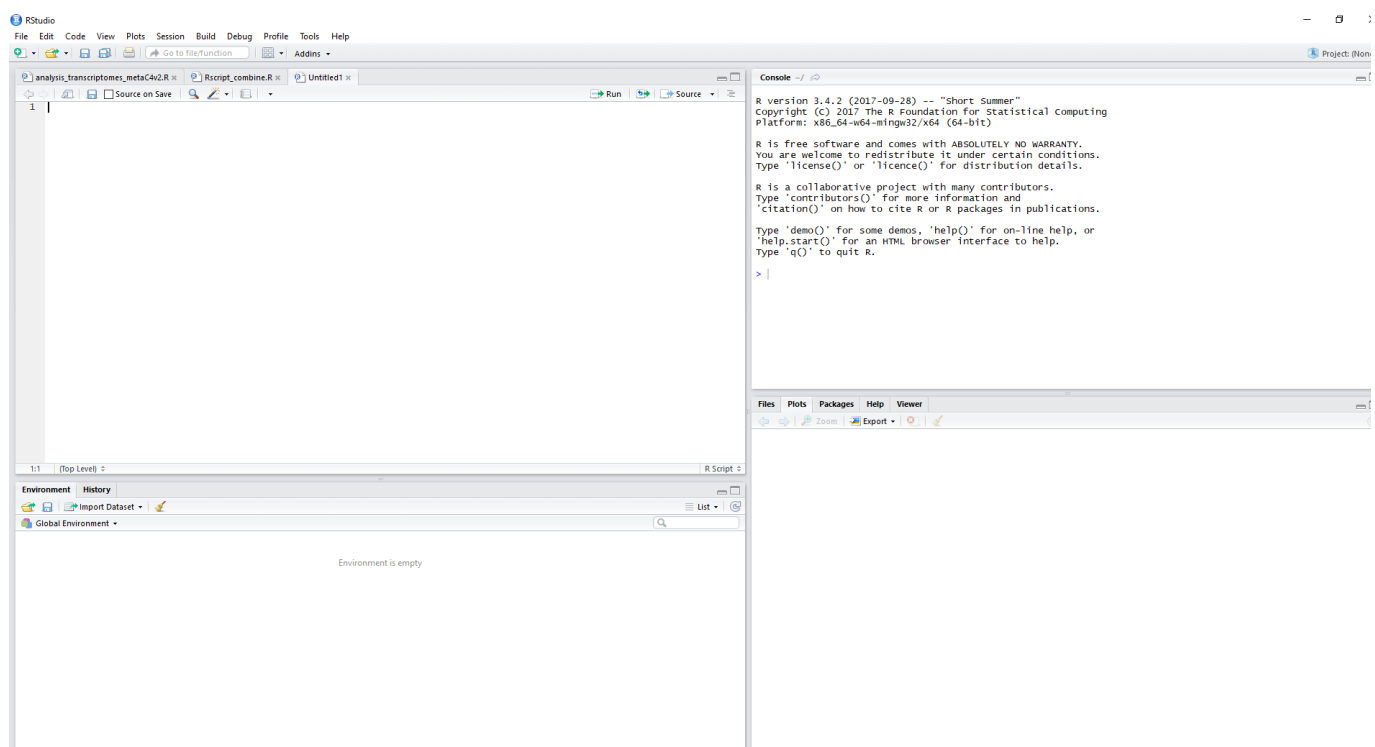 RStudio
File Edit Code View Plots Session Build Debug Profile Tools Help
Go to file/function Addins
Project: (Non
analysis_transcriptomes_metaC4v2.R Rscript_combine.R Untitled1
Source on Save Run Source
1
1:1 (Top Level) R Script
Environment History
Import Dataset List
Global Environment
Environment is empty
Console ~/
R version 3.4.2 (2017-09-28) -- "Short Summer"
Copyright (C) 2017 The R Foundation for Statistical Computing
Platform: x86_64-w64-mingw32/x64 (64-bit)
R is free software and comes with ABSOLUTELY NO WARRANTY.
You are welcome to redistribute it under certain conditions.
Type 'license()' or 'licence()' for distribution details.
R is a collaborative project with many contributors.
Type 'contributors()' for more information and
'citation()' on how to cite R or R packages in publications.
Type 'demo()' for some demos, 'help()' for on-line help, or
'help.start()' for an HTML browser interface to help.
Type 'q()' to quit R.
>
Files Plots Packages Help Viewer
Zoom Export